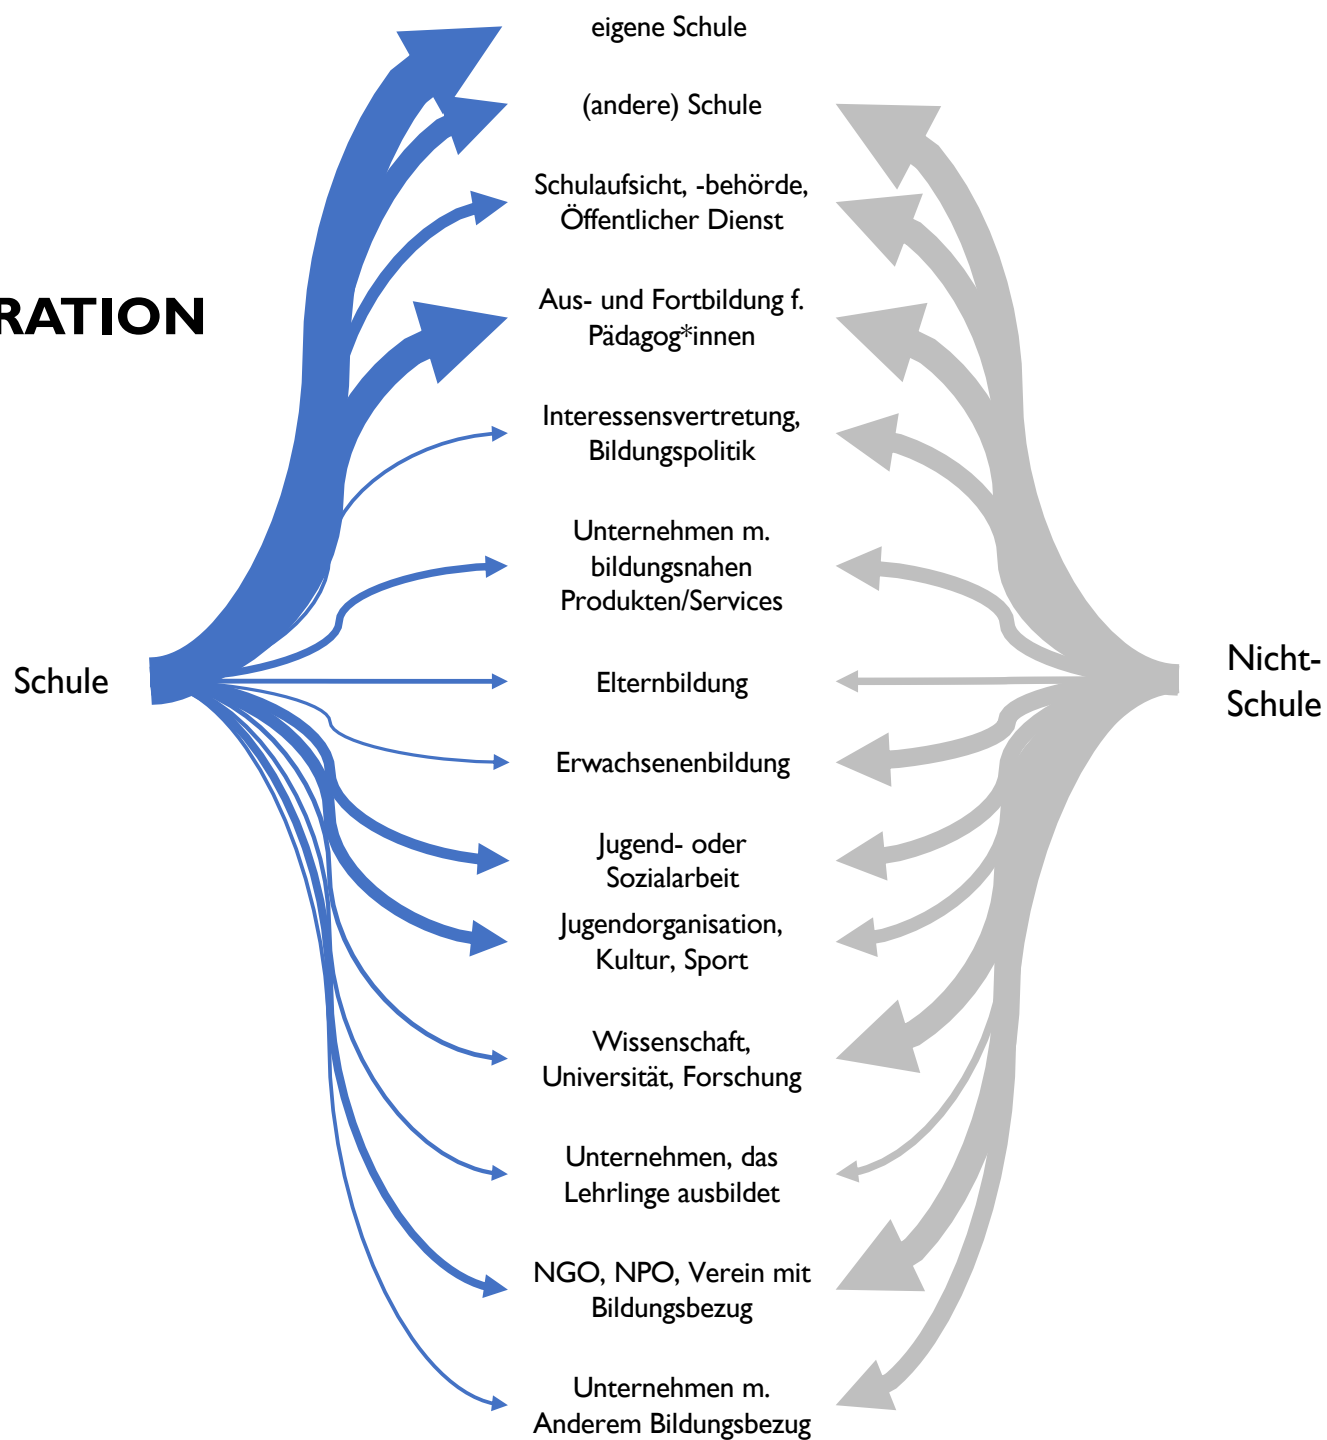 eigene Schule
(andere) Schule
Schulaufsicht, -behörde,
Öffentlicher Dienst
RATION
Aus- und Fortbildung f.
Pädagog*innen
Interessensvertretung,
Bildungspolitik
Unternehmen m.
bildungsnahen
Produkten/Services
Schule
Elternbildung
Nicht-
Schule
Erwachsenenbildung
Jugend- oder
Sozialarbeit
Jugendorganisation,
Kultur, Sport
Wissenschaft,
Universität, Forschung
Unternehmen, das
Lehrlinge ausbildet
NGO, NPO, Verein mit
Bildungsbezug
Unternehmen m.
Anderem Bildungsbezug